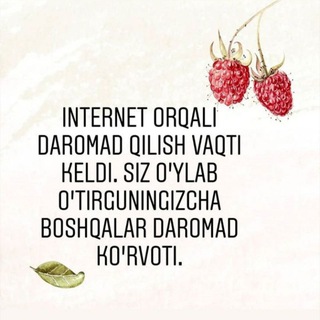 INTERNET ORQALI
DAROMAD QILISH VAQTI
KELDI. SIZ O'YLAB
O'TIRGUNINGIZCHA
BOSHQALAR DAROMAD
KO'RVOTI.